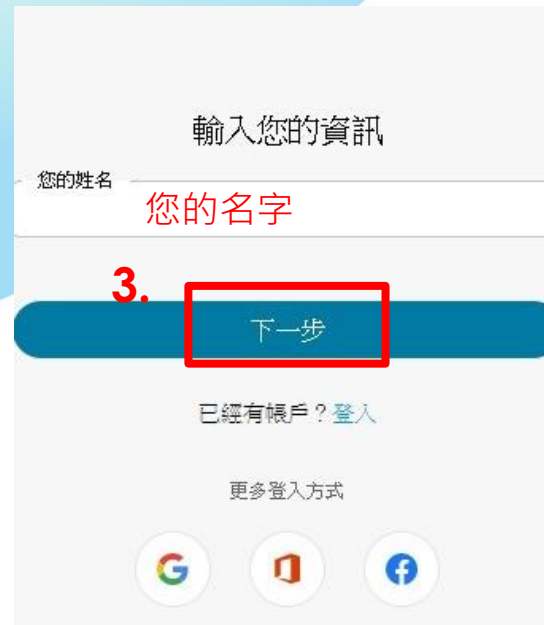 輸入您的資訊
您的姓名
您的名字
3.
下一步
已經有帳戶？登入
更多登入方式